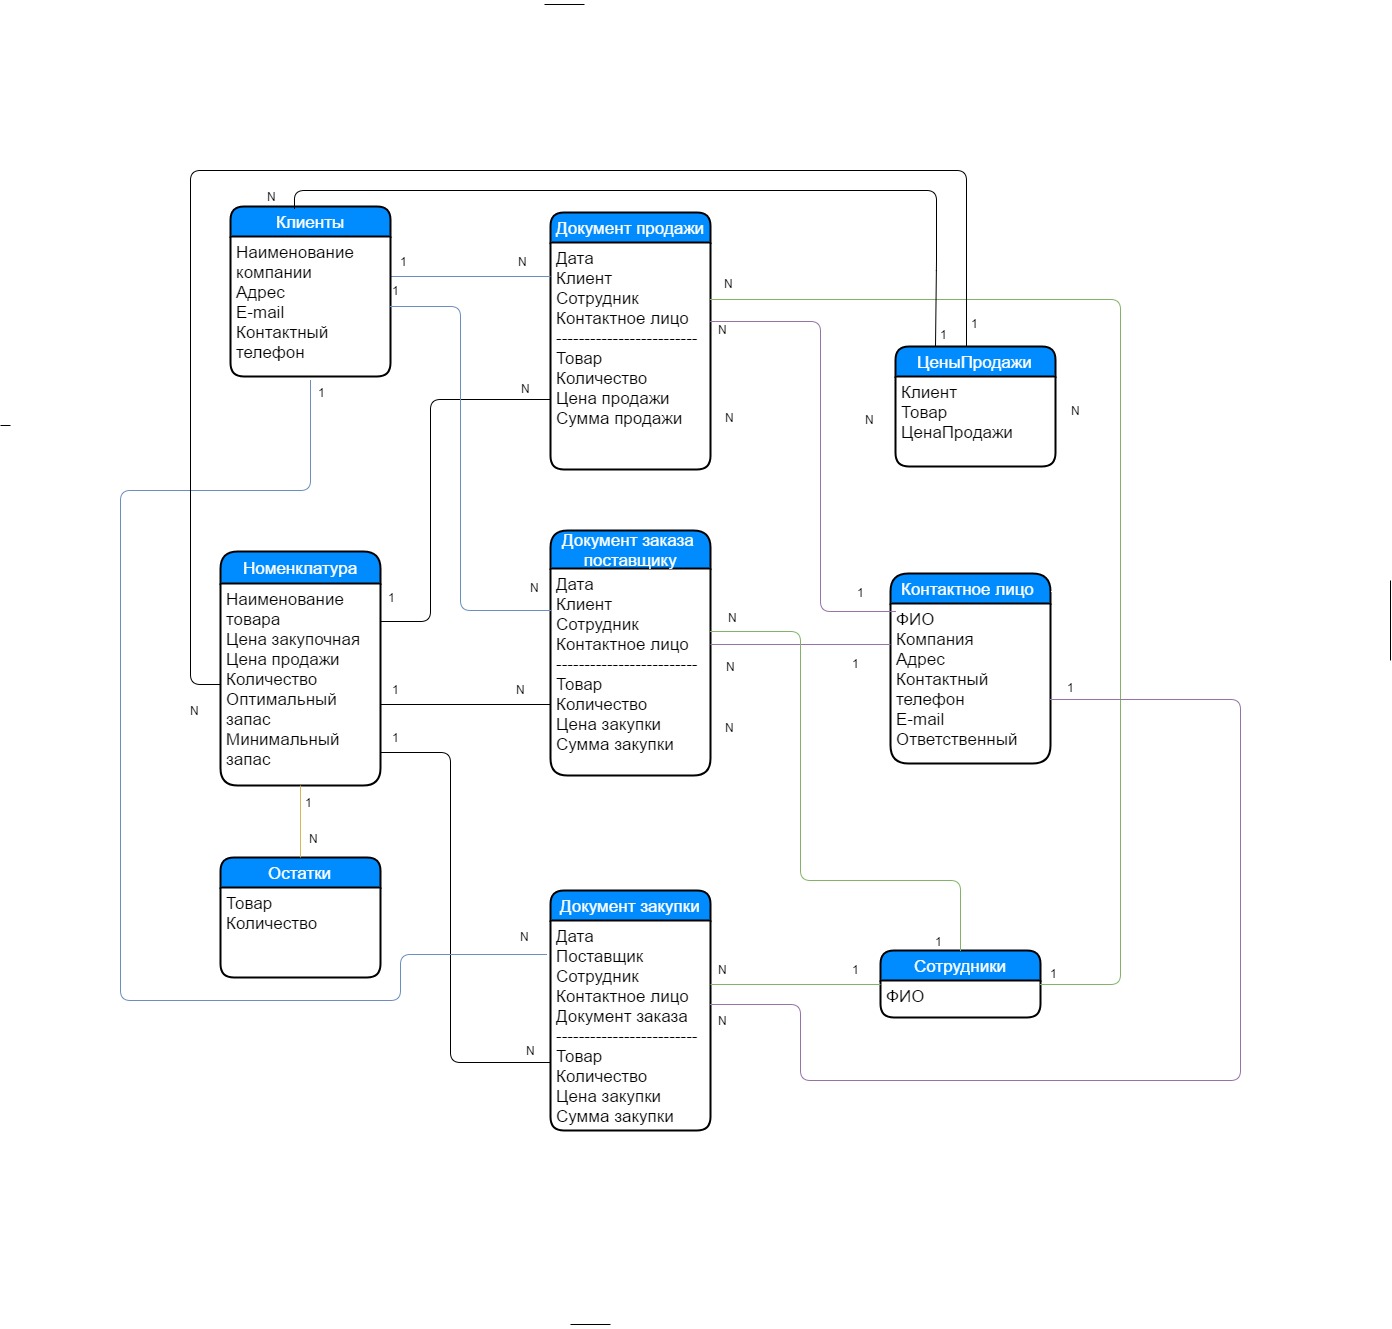 N
Клиенты
Наименование
компании
Адрес
E-mail
Контактный
телефон
1
1
1
N
Документ продажи
Дата
Клиент
Сотрудник
Контактное лицо
-------------------------
Товар
Количество
Цена продажи
Сумма продажи
N
N
N
N
1
1
ЦеныПродажи
Клиент
Товар
ЦенаПродажи
N
N
Номенклатура
Наименование
товара
Цена закупочная
Цена продажи
Количество
Оптимальный
запас
Минимальный
запас
N
1
1
1
1
N
N
N
Документ заказа
поставщику
Дата
Клиент
Сотрудник
Контактное лицо
-------------------------
Товар
Количество
Цена закупки
Сумма закупки
N
N
N
1
1
Контактное лицо
ФИО
Компания
Адрес
Контактный
телефон
E-mail
Ответственный
1
Остатки
Товар
Количество
N
N
Документ закупки
Дата
Поставщик
Сотрудник
Контактное лицо
Документ заказа
-------------------------
Товар
Количество
Цена закупки
Сумма закупки
N
N
1
1
1
Сотрудники
ФИО